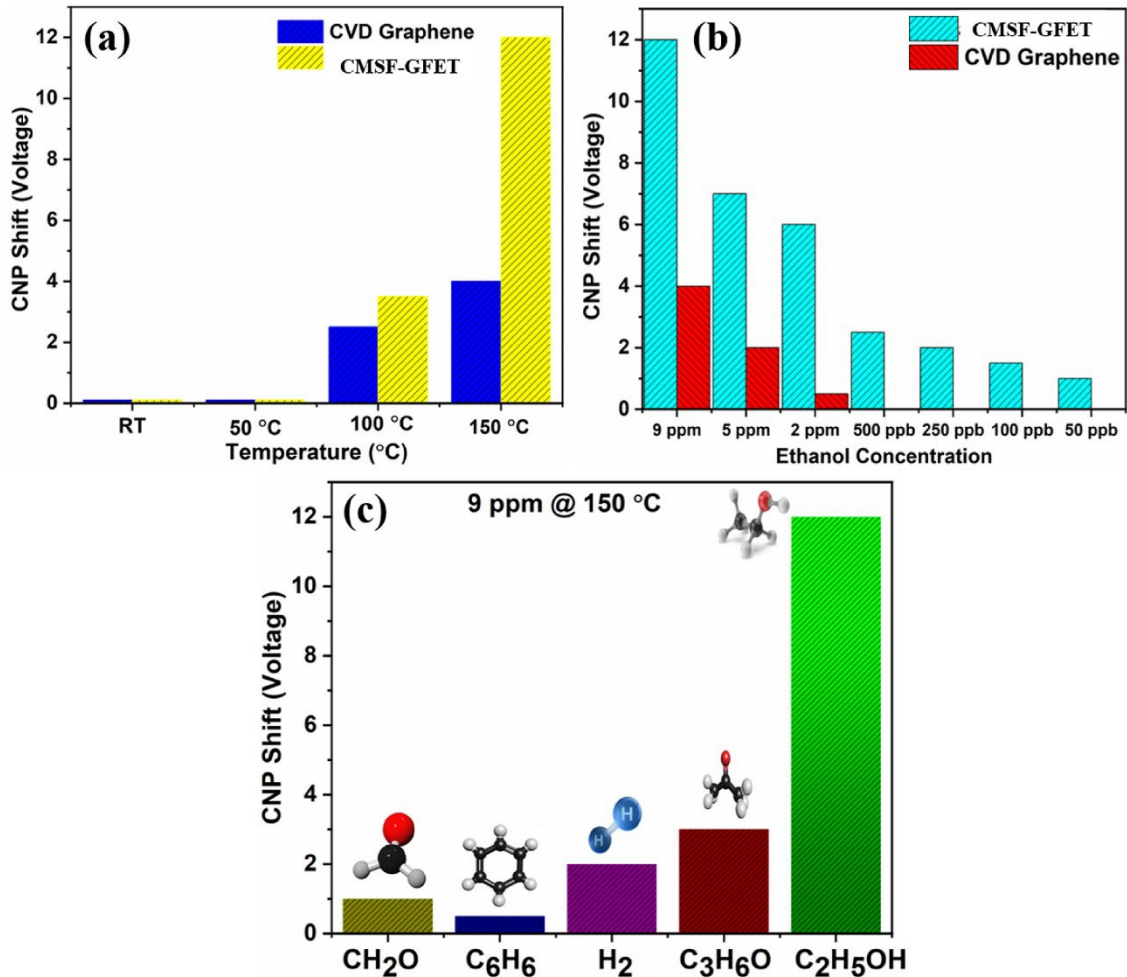 (a)
CVD Graphene
CMSF-GFET
CNP Shift (Voltage)
12
10
8
6
4
2
0
RT
50 °C
100 °C
150 °C
Temperature (°C)
(b)
CMSF-GFET
CVD Graphene
CNP Shift (Voltage)
12
10
8
6
4
2
0
9 ppm
5 ppm
2 ppm
500 ppb
250 ppb
100 ppb
50 ppb
Ethanol Concentration
(c)
9 ppm @ 150 °C
CNP Shift (Voltage)
12
10
8
6
4
2
0
H
H
CH₂O
C₆H₆
H₂
C₃H₆O
C₂H₅OH